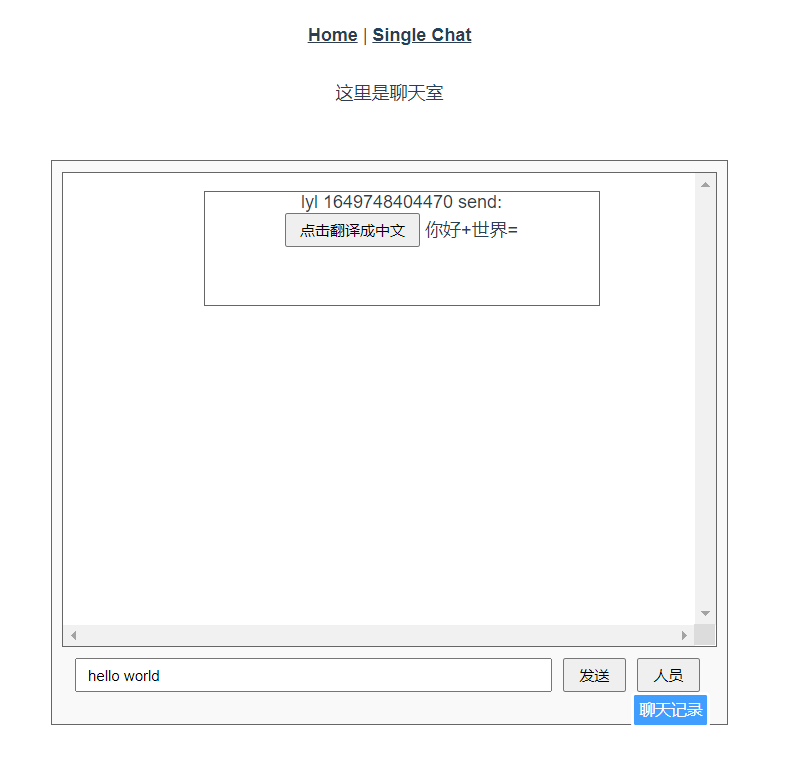 Home | Single Chat
这里是聊天室
lyl 1649748404470 send:
点击翻译成中文 你好+世界=
hello world 发送 人员
聊天记录